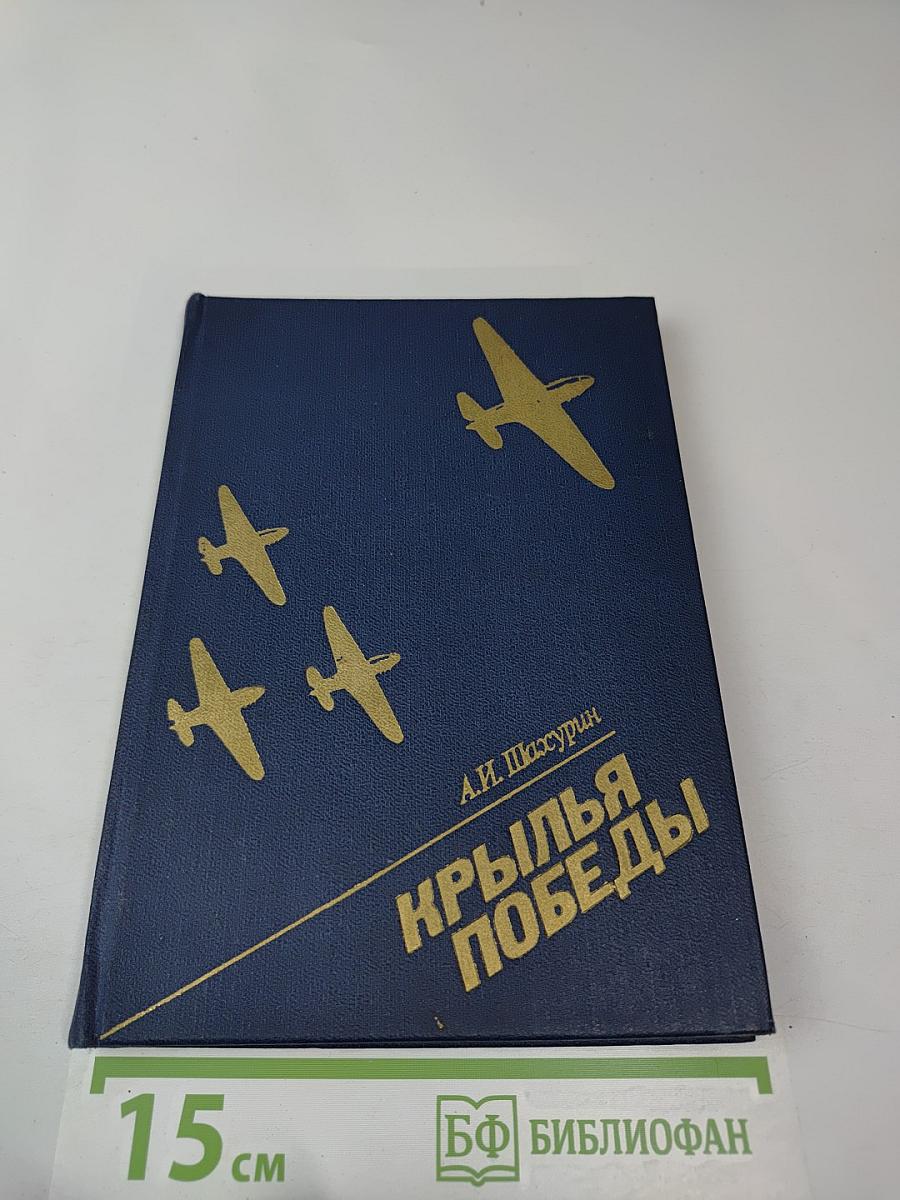 А.И. Шахурин
КРЫЛЬЯ
ПОБЕДЫ
15 см
БФ БИБЛИОФАН